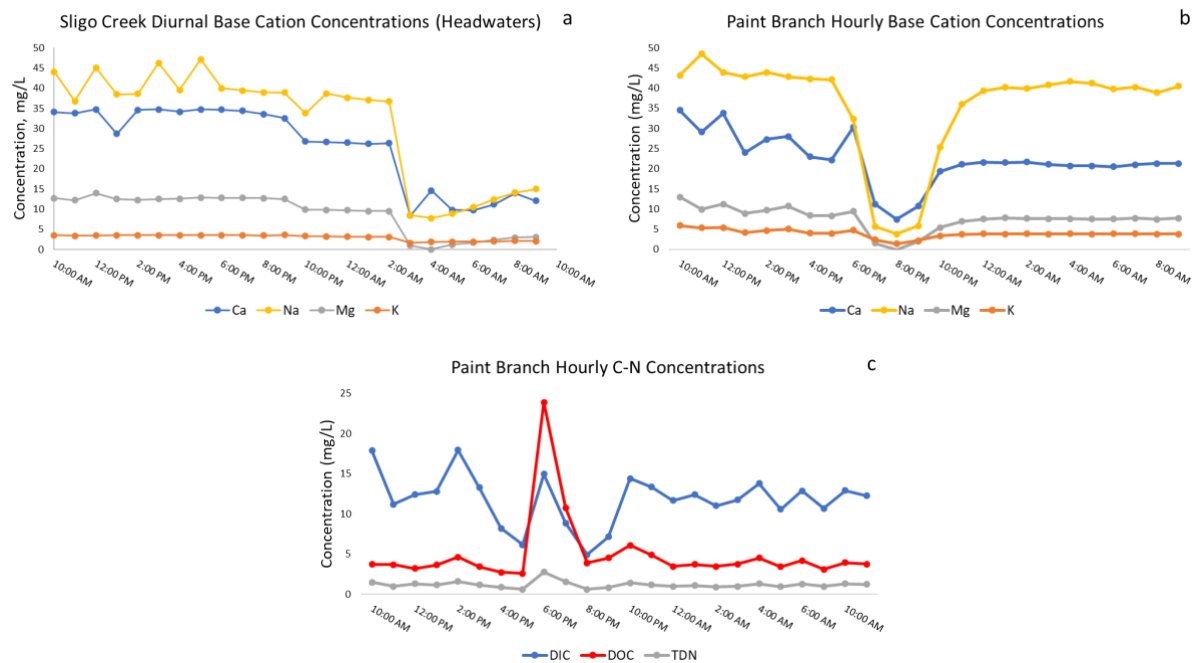 Sligo Creek Diurnal Base Cation Concentrations (Headwaters)
a
Concentration, mg/L
50
45
40
35
30
25
20
15
10
5
0
10:00 AM
12:00 PM
2:00 PM
4:00 PM
6:00 PM
8:00 PM
10:00 PM
12:00 AM
2:00 AM
4:00 AM
6:00 AM
8:00 AM
10:00 AM
Ca Na Mg K
Paint Branch Hourly Base Cation Concentrations
b
Concentration (mg/L)
50
45
40
35
30
25
20
15
10
5
0
10:00 AM
12:00 PM
2:00 PM
4:00 PM
6:00 PM
8:00 PM
10:00 PM
12:00 AM
2:00 AM
4:00 AM
6:00 AM
8:00 AM
Ca Na Mg K
Paint Branch Hourly C-N Concentrations
c
Concentration (mg/L)
25
20
15
10
5
0
10:00 AM
12:00 PM
2:00 PM
4:00 PM
6:00 PM
8:00 PM
10:00 PM
12:00 AM
2:00 AM
4:00 AM
6:00 AM
8:00 AM
10:00 AM
DIC DOC TDN